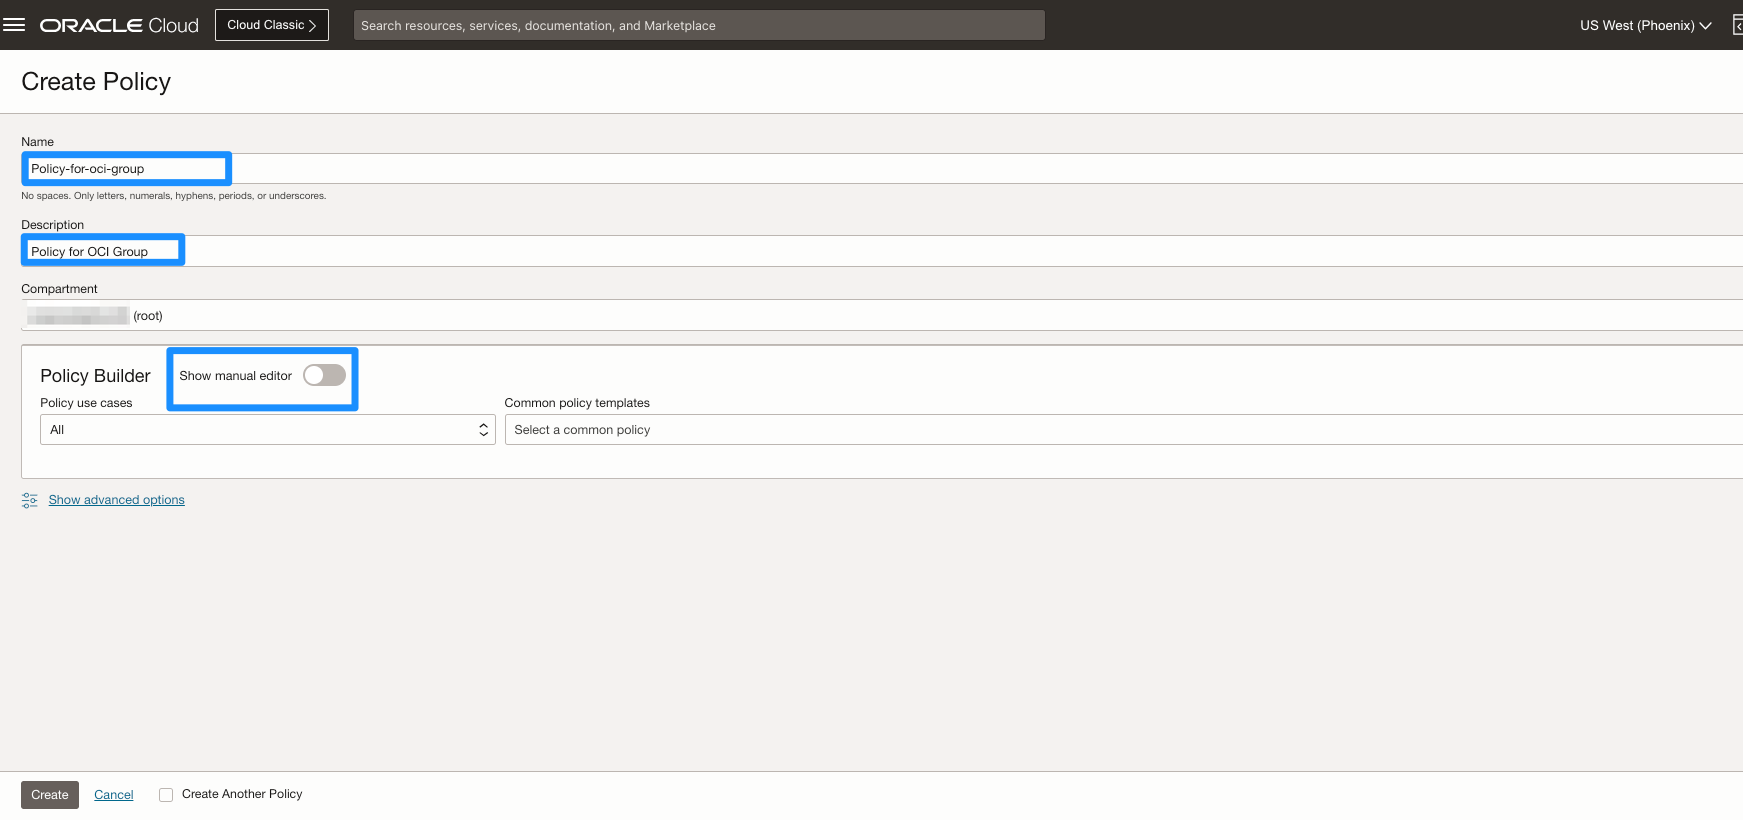 ORACLE Cloud Cloud Classic Search resources, services, documentation, and Marketplace US West (Phoenix)
Create Policy
Name
Policy-for-oci-group
No spaces. Only letters, numerals, hyphens, periods, or underscores.
Description
Policy for OCI Group
Compartment
(root)
Policy Builder Show manual editor
Policy use cases Common policy templates
All Select a common policy
Show advanced options
Create Cancel Create Another Policy